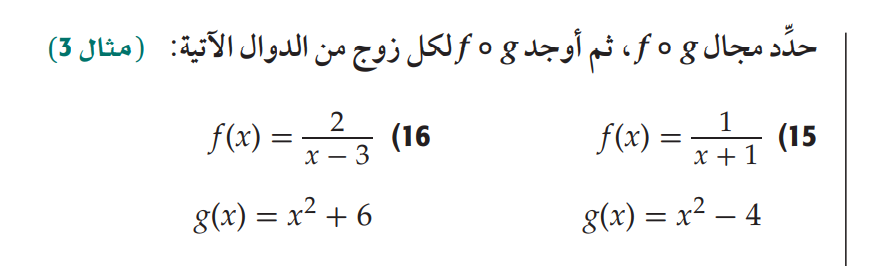 حدِّد مجال f ∘ g ، ثم أوجد f ∘ g لكل زوج من الدوال الآتية: (مثال 3)
(15 f(x) = 1/(x + 1)
g(x) = x² − 4
(16 f(x) = 2/(x − 3)
g(x) = x² + 6